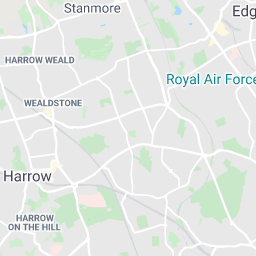 Stanmore
Edg
HARROW WEALD
Royal Air Force
WEALDSTONE
Harrow
HARROW
ON THE HILL